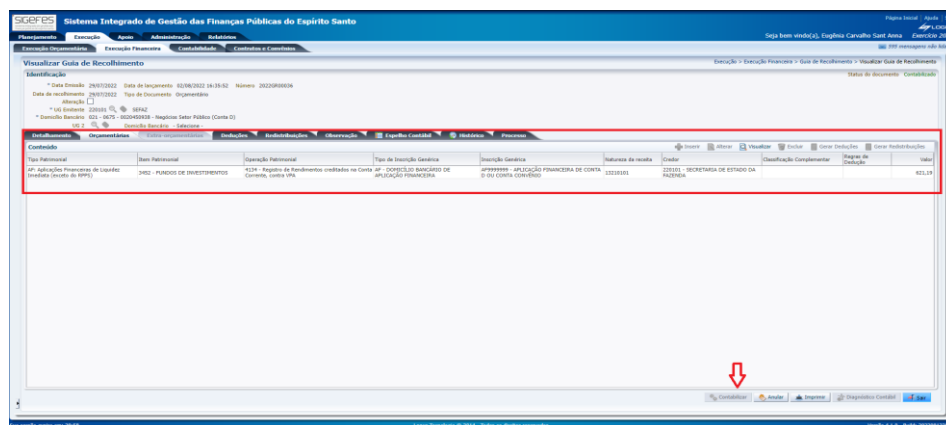 SIGEFES Sistema Integrado de Gestão das Finanças Públicas do Espírito Santo
Página Inicial | Ajuda |
Planejamento Execução Apoio Administração Relatórios
Seja bem vindo(a), Eugênia Carvalho Sant Anna Exercício 20
Execução Orçamentária Execução Financeira Contabilidade Contratos e Convênios
mensagens não lida
Visualizar Guia de Recolhimento
Execução > Execução Financeira > Guia de Recolhimento > Visualizar Guia de Recolhimento
Identificação
Status do documento Contabilizado
* Data Emissão 29/07/2022 Data de lançamento 02/08/2022 16:35:52 Número 2022GR00036
Data de recolhimento 29/07/2022 Tipo de Documento Orçamentário
Alteração
* UG Emitente 220101 SEFAZ
* Domicílio Bancário 021 - 0675 - 0020450938 - Negócios Setor Público (Conta D)
UG 2 Domicílio Bancário - Selecione -
Detalhamento Orçamentárias Extra-orçamentárias Deduções Redistribuições Observação Espelho Contábil Histórico Processo
Conteúdo
Inserir Alterar Visualizar Excluir Gerar Deduções Gerar Redistribuições
Tipo Patrimonial Item Patrimonial Operação Patrimonial Tipo de Inscrição Genérica Inscrição Genérica Natureza da receita Credor Classificação Complementar Regras de Dedução Valor
AF: Aplicações Financeiras de Liquidez Imediata (exceto do RPPS) 3492 - FUNDOS DE INVESTIMENTOS 4134 - Registro de Rendimentos creditados na Conta Corrente, contra VPA AF - DOMICÍLIO BANCÁRIO DE APLICAÇÃO FINANCEIRA AF9999999 - APLICAÇÃO FINANCEIRA DE CONTA D OU CONTA CONVÊNIO 13210101 220101 - SECRETARIA DE ESTADO DA FAZENDA 621,19
Contabilizar Anular Imprimir Diagnóstico Contábil Sair